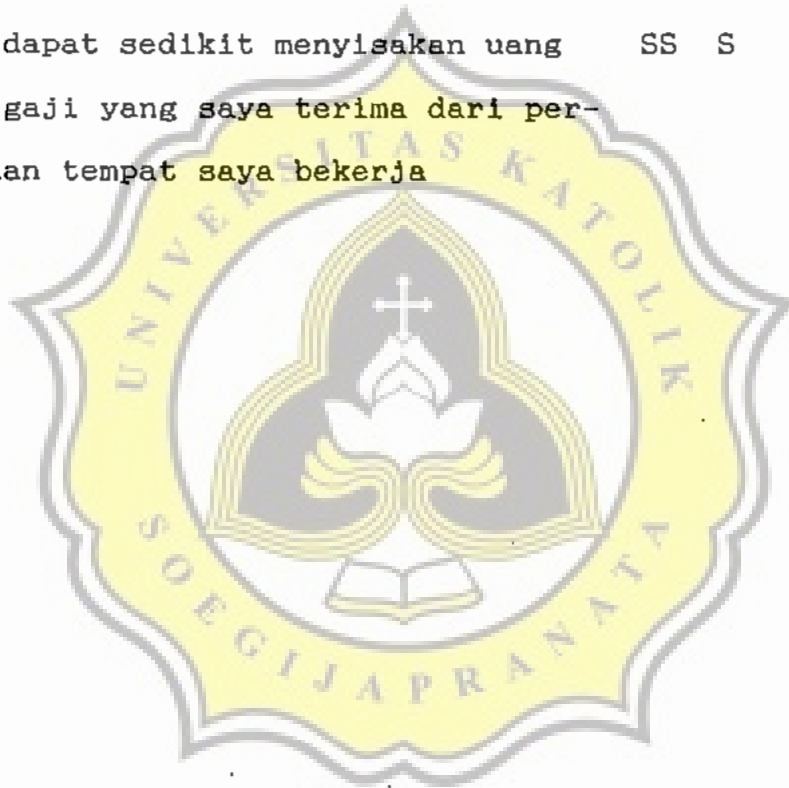 dapat sedikit menyisakan uang SS S
gaji yang saya terima dari per-
an tempat saya bekerja
UNIVERSITAS KATOLIK
SOEGIJAPRANATA